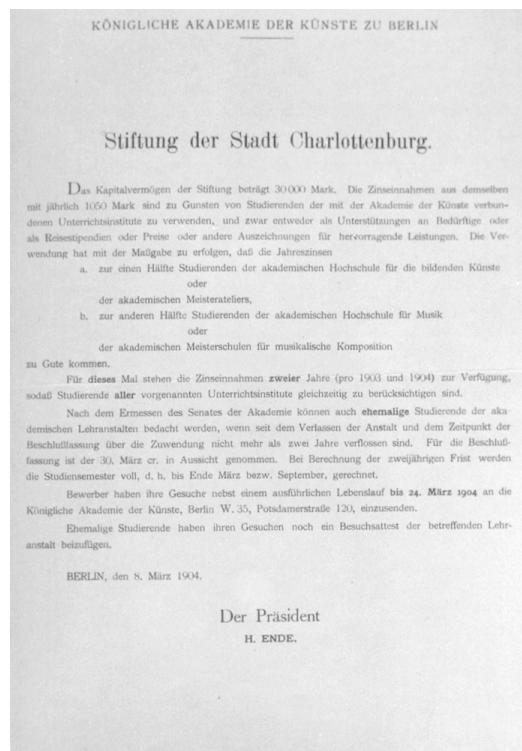 KÖNIGLICHE AKADEMIE DER KÜNSTE ZU BERLIN
Stiftung der Stadt Charlottenburg.
Das Kapitalvermögen der Stiftung beträgt 30000 Mark. Die Zinseinnahmen aus demselben
mit jährlich 1050 Mark sind zu Gunsten von Studierenden der mit der Akademie der Künste verbun-
denen Unterrichtsinstitute zu verwenden, und zwar entweder als Unterstützungen an Bedürftige oder
als Reisestipendien oder Preise oder andere Auszeichnungen für hervorragende Leistungen. Die Ver-
wendung hat mit der Maßgabe zu erfolgen, daß die Jahreszinsen
a. zur einen Hälfte Studierenden der akademischen Hochschule für die bildenden Künste
oder
der akademischen Meisterateliers,
b. zur anderen Hälfte Studierenden der akademischen Hochschule für Musik
oder
der akademischen Meisterschulen für musikalische Komposition
zu Gute kommen.
Für dieses Mal stehen die Zinseinnahmen zweier Jahre (pro 1903 und 1904) zur Verfügung,
sodaß Studierende aller vorgenannten Unterrichtsinstitute gleichzeitig zu berücksichtigen sind.
Nach dem Ermessen des Senates der Akademie können auch ehemalige Studierende der aka-
demischen Lehranstalten bedacht werden, wenn seit dem Verlassen der Anstalt und dem Zeitpunkt der
Beschlußfassung über die Zuwendung nicht mehr als zwei Jahre verflossen sind. Für die Beschluß-
fassung ist der 30. März cr. in Aussicht genommen. Bei Berechnung der zweijährigen Frist werden
die Studiensemester voll, d. h. bis Ende März bezw. September, gerechnet.
Bewerber haben ihre Gesuche nebst einem ausführlichen Lebenslauf bis 24. März 1904 an die
Königliche Akademie der Künste, Berlin W. 35, Potsdamerstraße 120, einzusenden.
Ehemalige Studierende haben ihren Gesuchen noch ein Besuchsattest der betreffenden Lehr-
anstalt beizufügen.
BERLIN, den 8. März 1904.
Der Präsident
H. ENDE.